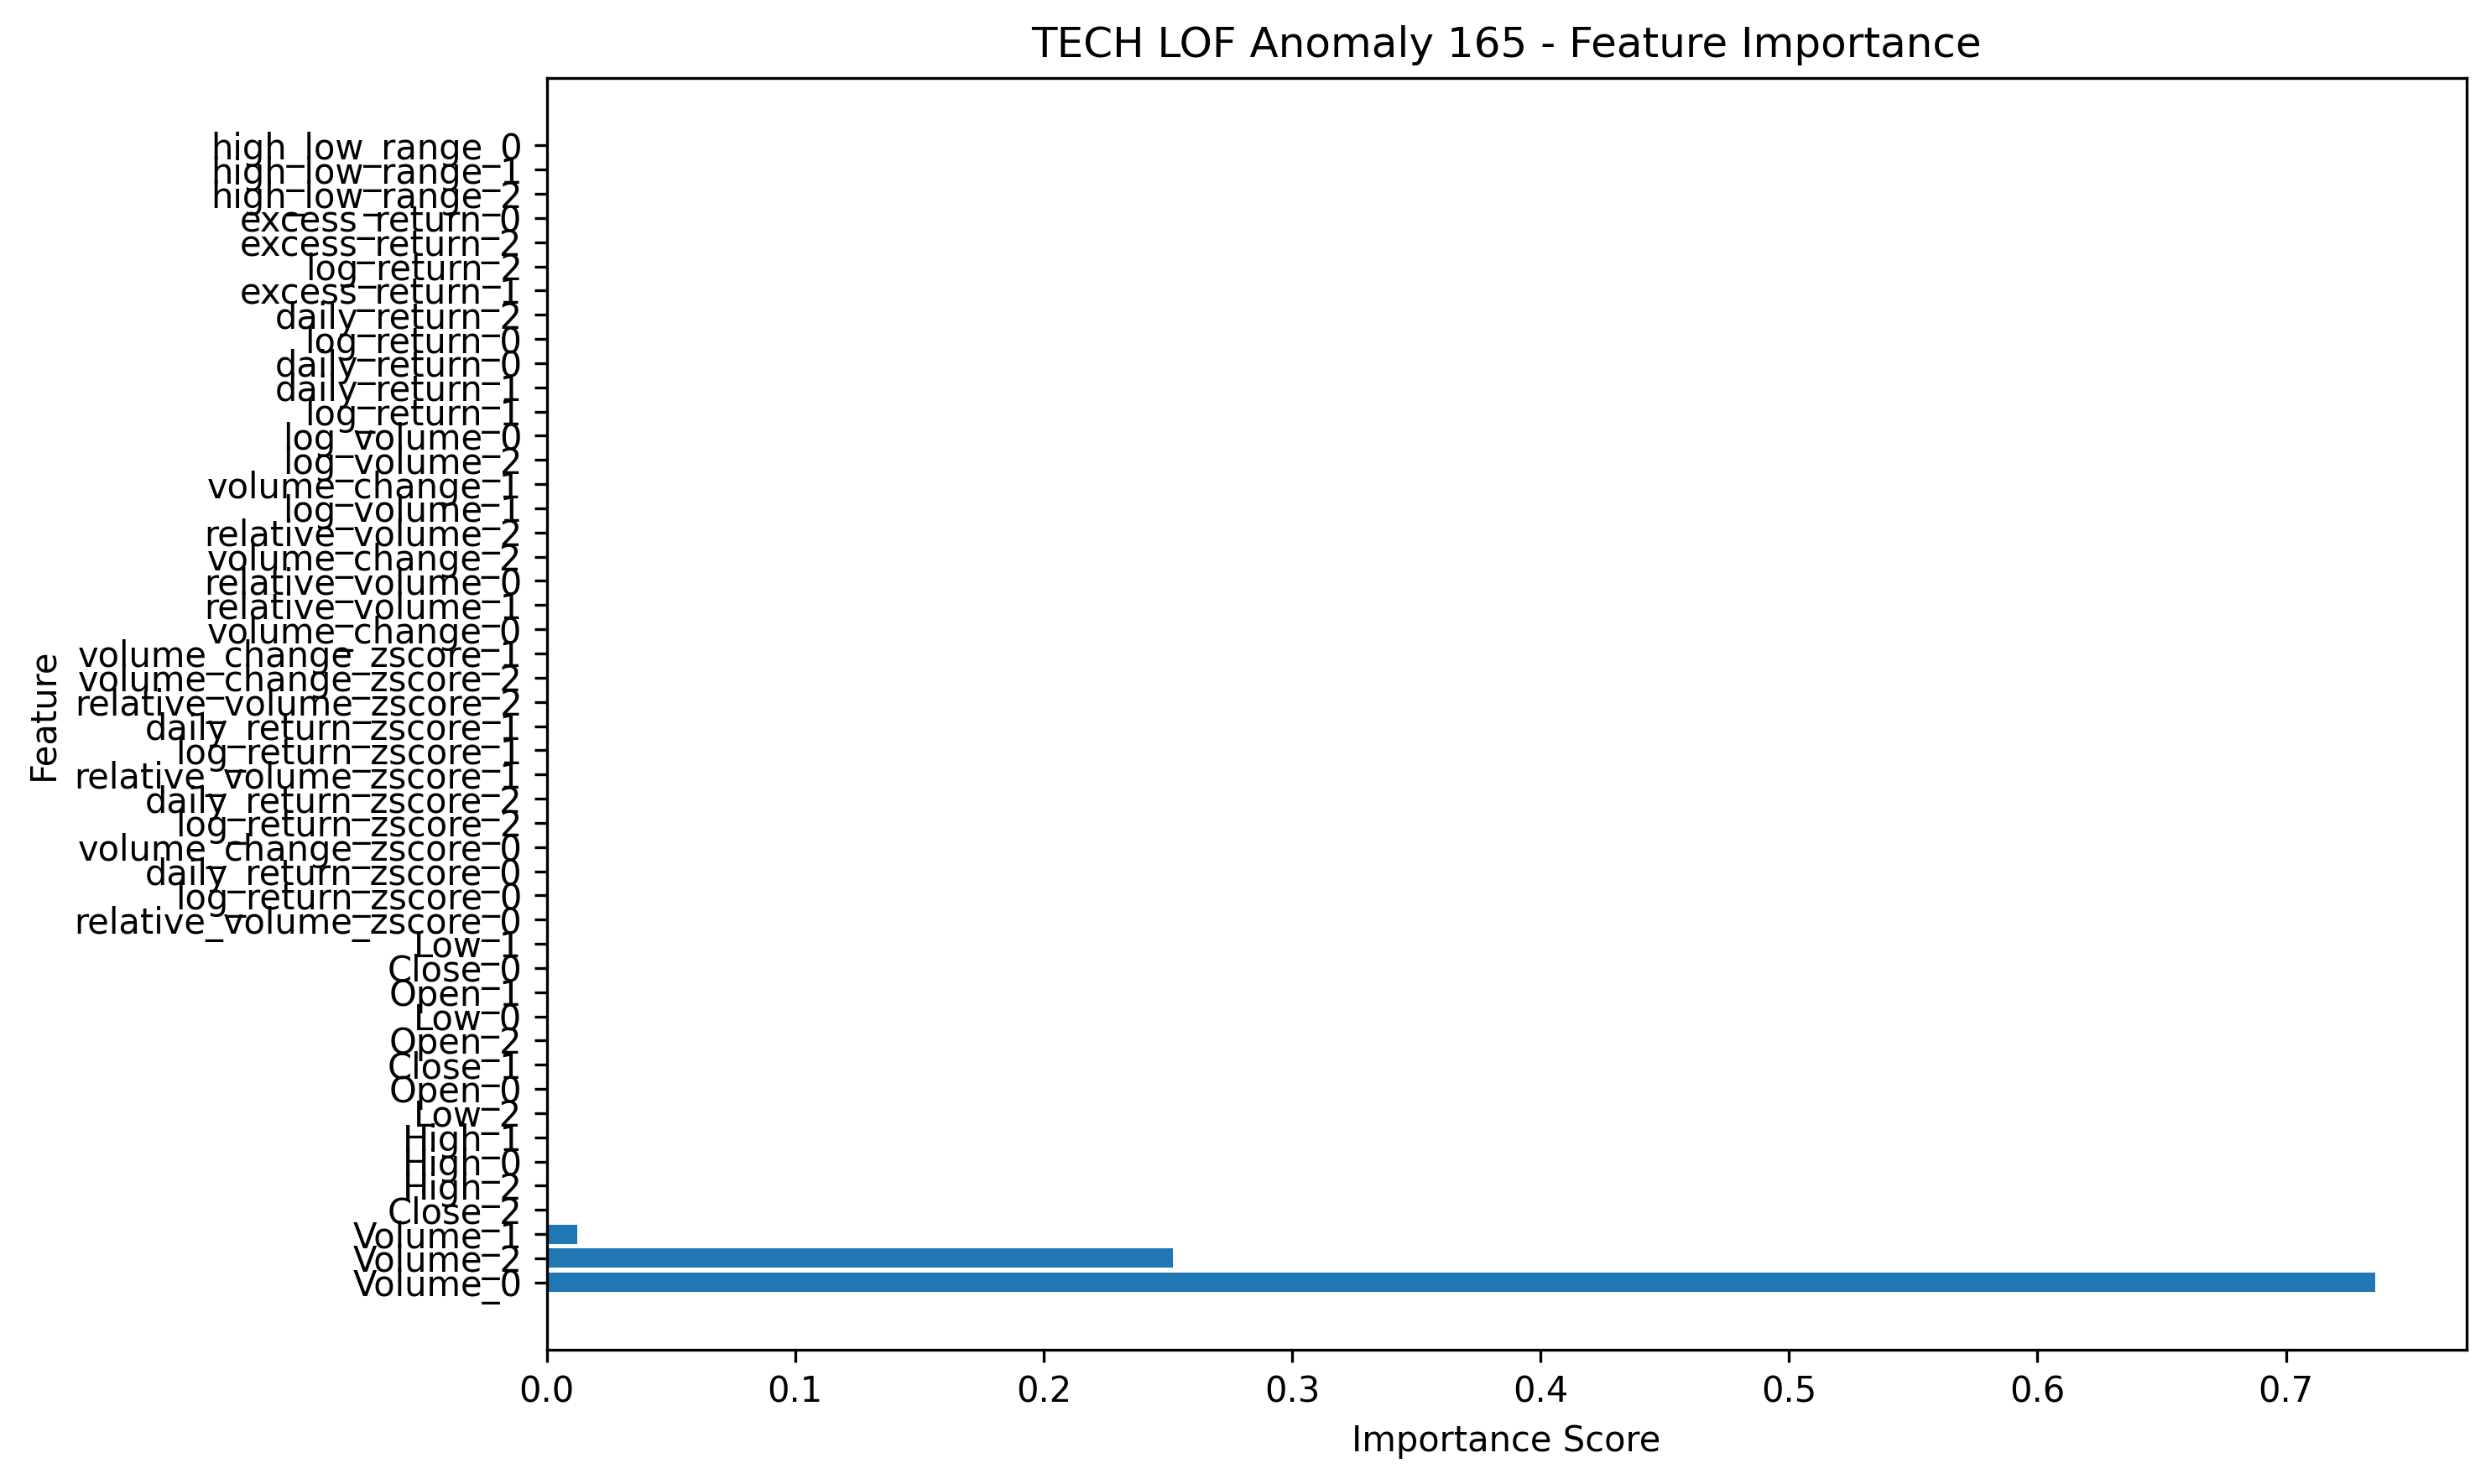 TECH LOF Anomaly 165 - Feature Importance
high_low_range_0
high_low_range_1
high_low_range_2
excess_return_0
excess_return_2
log_return_2
excess_return_1
daily_return_2
log_return_0
daily_return_0
daily_return_1
log_return_1
log_volume_0
log_volume_2
volume_change_1
log_volume_1
relative_volume_2
volume_change_2
relative_volume_0
relative_volume_1
volume_change_0
volume_change_zscore_1
volume_change_zscore_2
relative_volume_zscore_2
daily_return_zscore_1
log_return_zscore_1
relative_volume_zscore_1
daily_return_zscore_2
log_return_zscore_2
volume_change_zscore_0
daily_return_zscore_0
log_return_zscore_0
relative_volume_zscore_0
Low_1
Close_0
Open_1
Low_0
Open_2
Close_1
Open_0
Low_2
High_1
High_0
High_2
Close_2
Volume_1
Volume_2
Volume_0
Feature
0.0 0.1 0.2 0.3 0.4 0.5 0.6 0.7
Importance Score